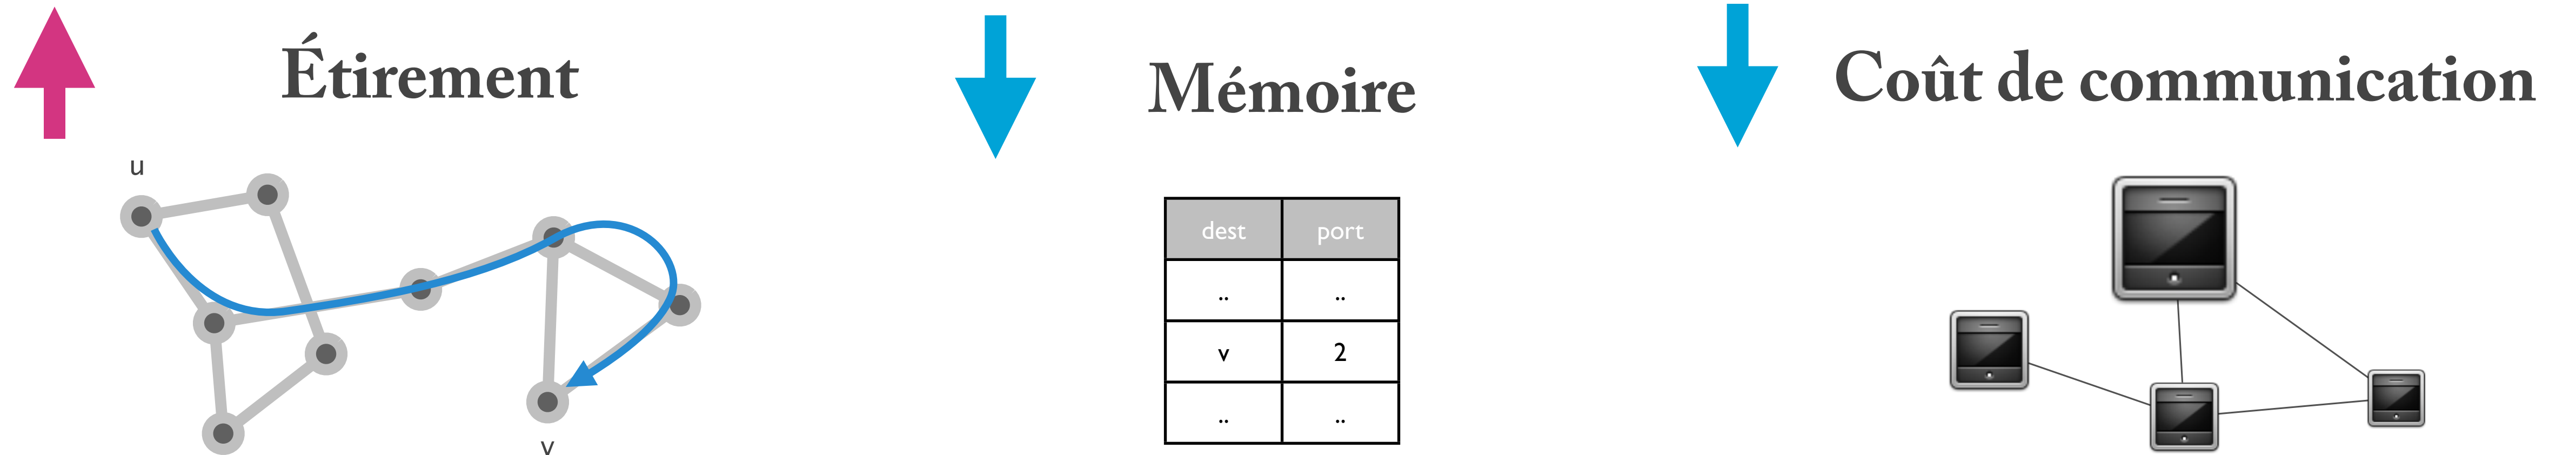 Étirement
Mémoire
Coût de communication
u
v
dest port
.. ..
v 2
.. ..